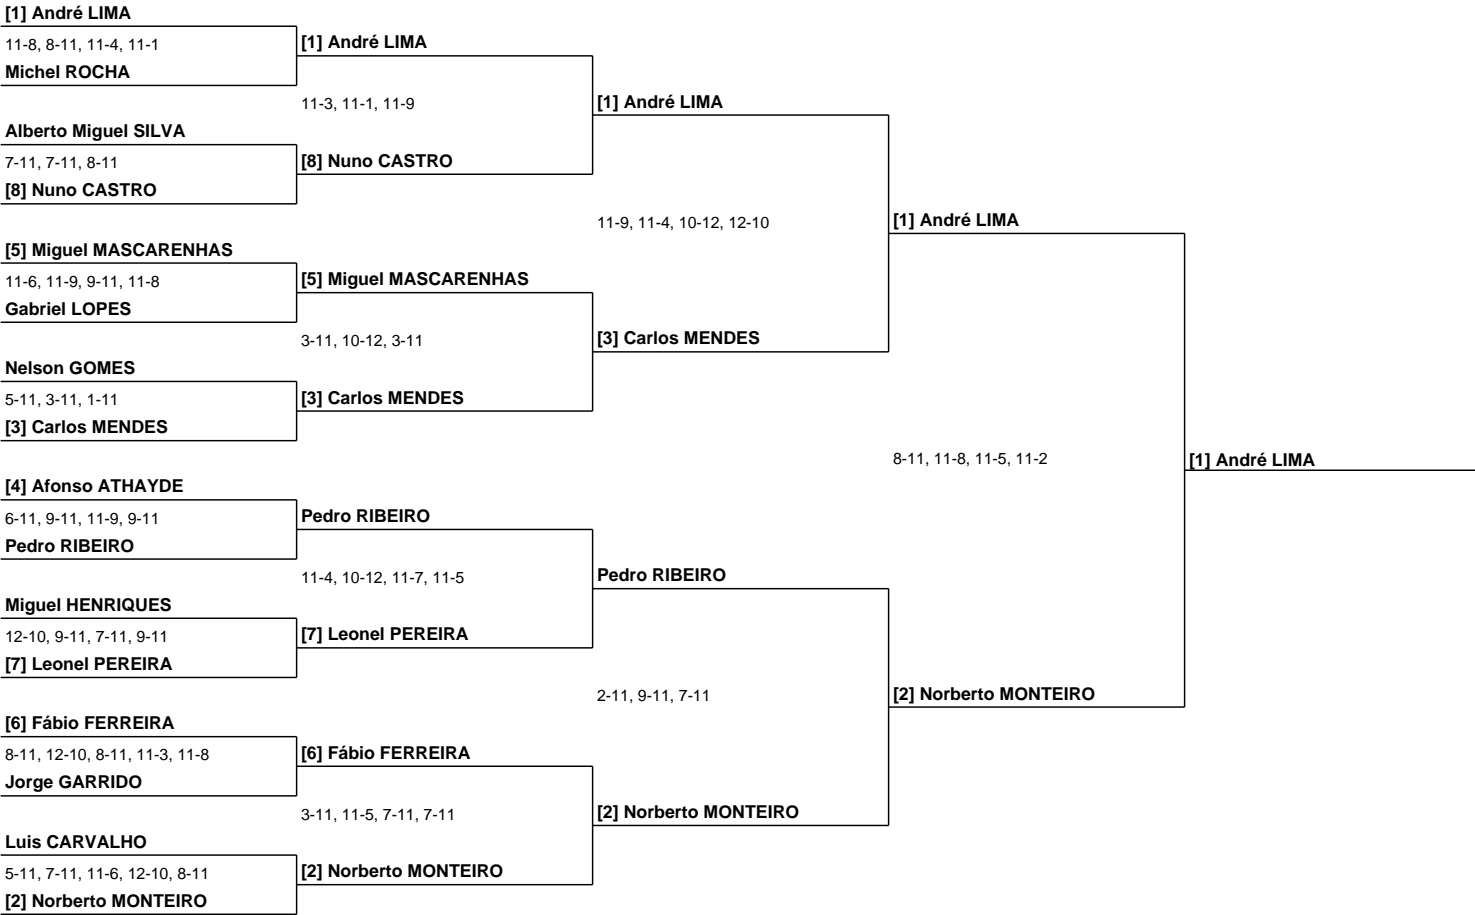 [1] André LIMA
11-8, 8-11, 11-4, 11-1
Michel ROCHA
Alberto Miguel SILVA
7-11, 7-11, 8-11
[8] Nuno CASTRO
[5] Miguel MASCARENHAS
11-6, 11-9, 9-11, 11-8
Gabriel LOPES
Nelson GOMES
5-11, 3-11, 1-11
[3] Carlos MENDES
[4] Afonso ATHAYDE
6-11, 9-11, 11-9, 9-11
Pedro RIBEIRO
Miguel HENRIQUES
12-10, 9-11, 7-11, 9-11
[7] Leonel PEREIRA
[6] Fábio FERREIRA
8-11, 12-10, 8-11, 11-3, 11-8
Jorge GARRIDO
Luis CARVALHO
5-11, 7-11, 11-6, 12-10, 8-11
[2] Norberto MONTEIRO
[1] André LIMA
11-3, 11-1, 11-9
[8] Nuno CASTRO
[5] Miguel MASCARENHAS
3-11, 10-12, 3-11
[3] Carlos MENDES
Pedro RIBEIRO
11-4, 10-12, 11-7, 11-5
[7] Leonel PEREIRA
[6] Fábio FERREIRA
3-11, 11-5, 7-11, 7-11
[2] Norberto MONTEIRO
[1] André LIMA
11-9, 11-4, 10-12, 12-10
[3] Carlos MENDES
Pedro RIBEIRO
2-11, 9-11, 7-11
[2] Norberto MONTEIRO
[1] André LIMA
8-11, 11-8, 11-5, 11-2
[2] Norberto MONTEIRO
[1] André LIMA